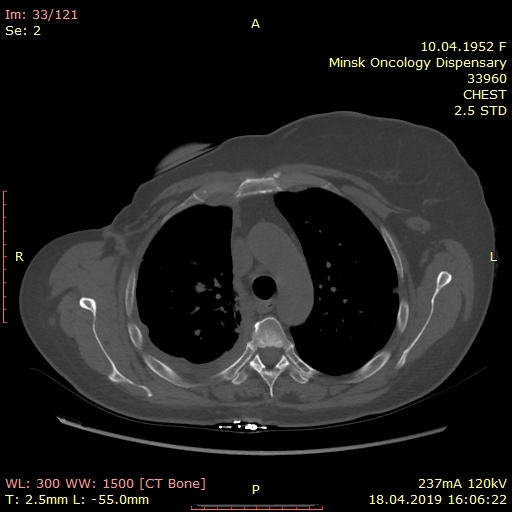 Im: 33/121
Se: 2
A
10.04.1952 F
Minsk Oncology Dispensary
33960
CHEST
2.5 STD
R
L
WL: 300 WW: 1500 [CT Bone]
T: 2.5mm L: -55.0mm
P
237mA 120kV
18.04.2019 16:06:22